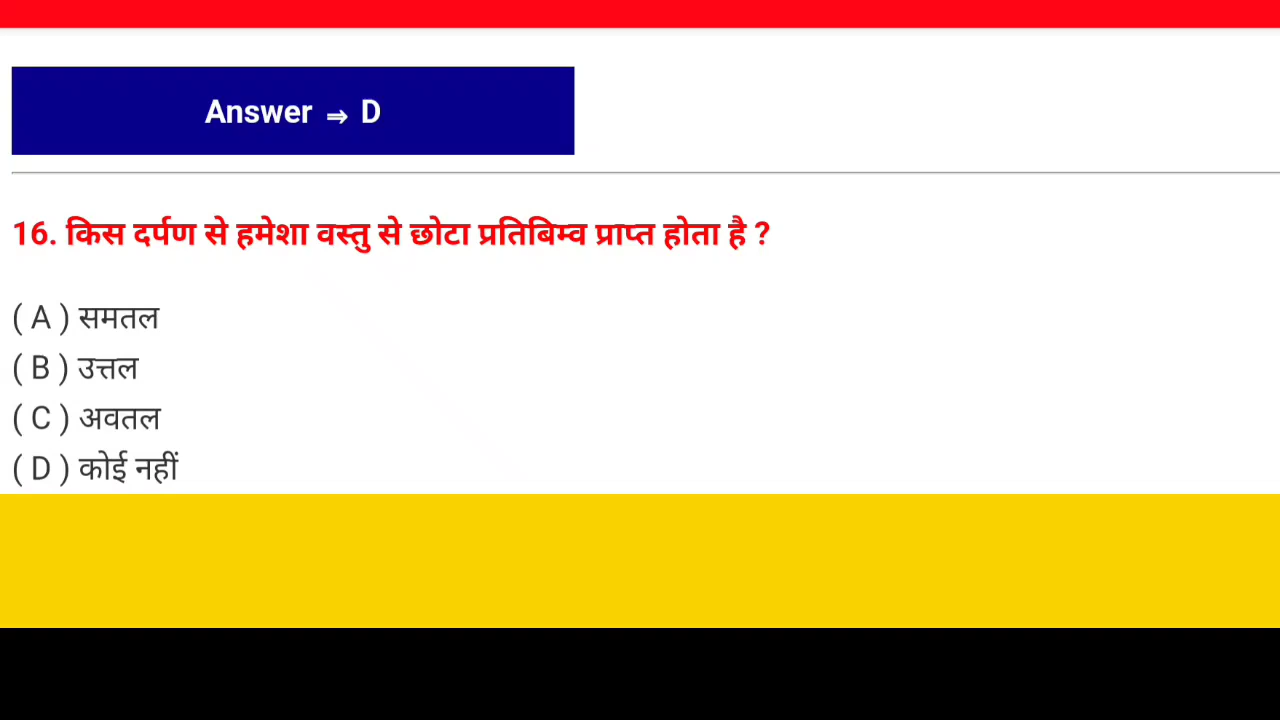 Answer ⇒ D
16. किस दर्पण से हमेशा वस्तु से छोटा प्रतिबिम्व प्राप्त होता है ?
( A ) समतल
( B ) उत्तल
( C ) अवतल
( D ) कोई नहीं